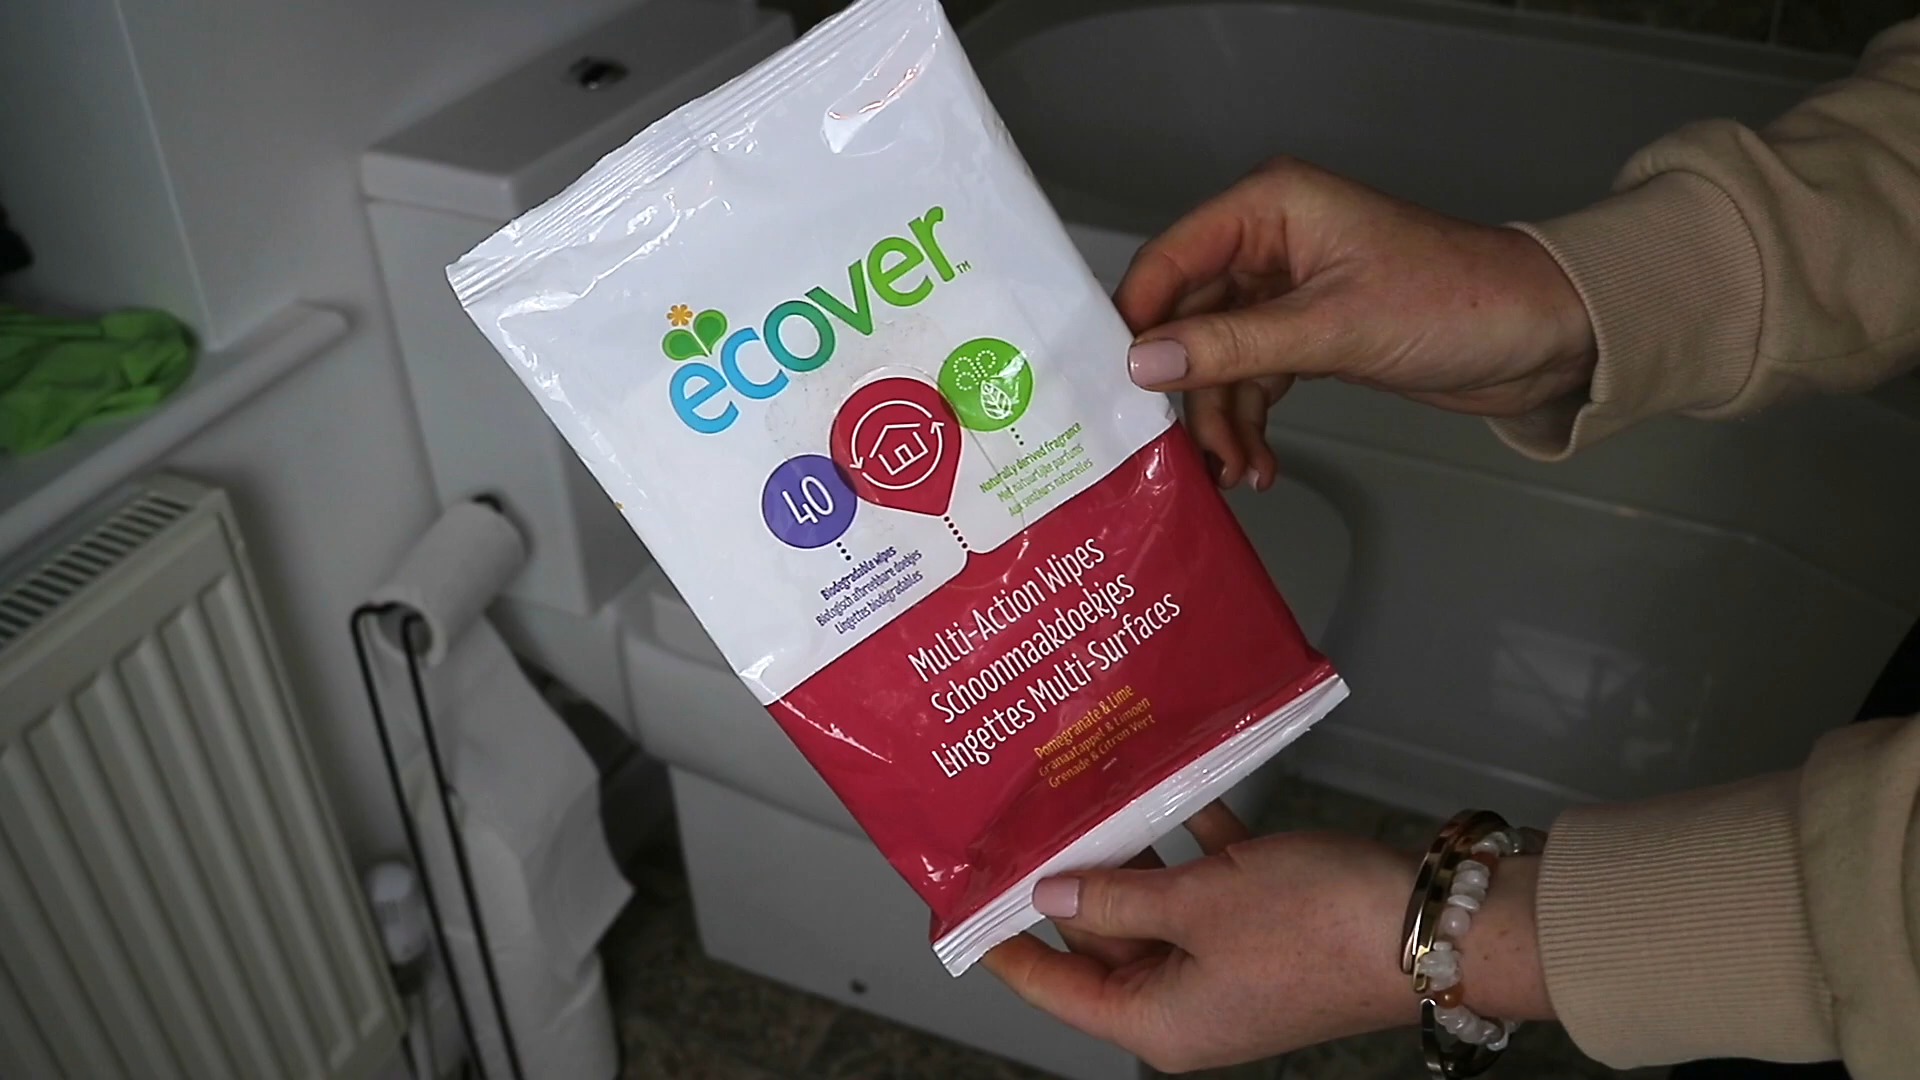 ecover™
40
Biodegradable wipes
Biologisch afbreekbare doekjes
Lingettes biodégradables
Naturally derived fragrance
Met natuurlijke parfums
Aux senteurs naturelles
Multi-Action Wipes
Schoonmaakdoekjes
Lingettes Multi-Surfaces
Pomegranate & Lime
Granaatappel & Limoen
Grenade & Citron Vert